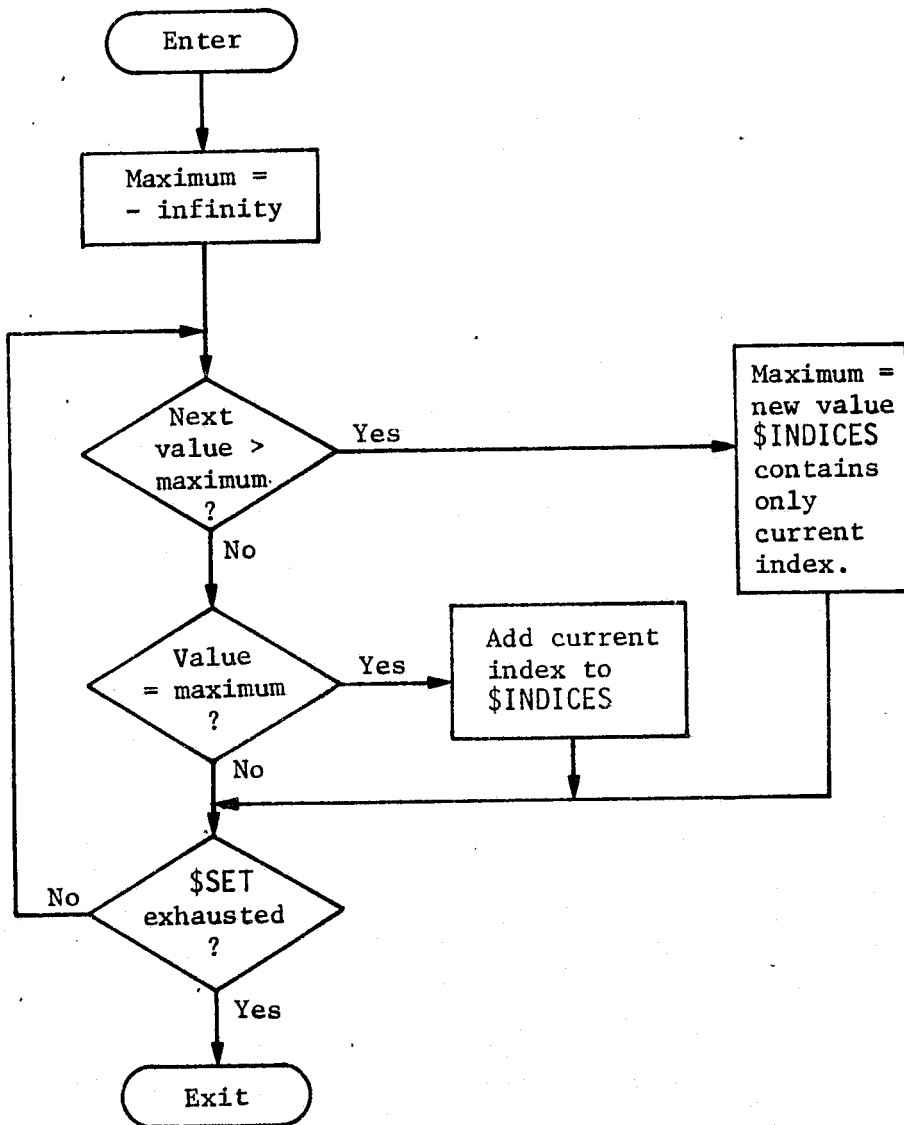 Enter
Maximum =
- infinity
Next
value >
maximum
?
Yes
Maximum =
new value
$INDICES
contains
only
current
index.
No
Value
= maximum
?
Yes
Add current
index to
$INDICES
No
$SET
exhausted
?
No
Yes
Exit